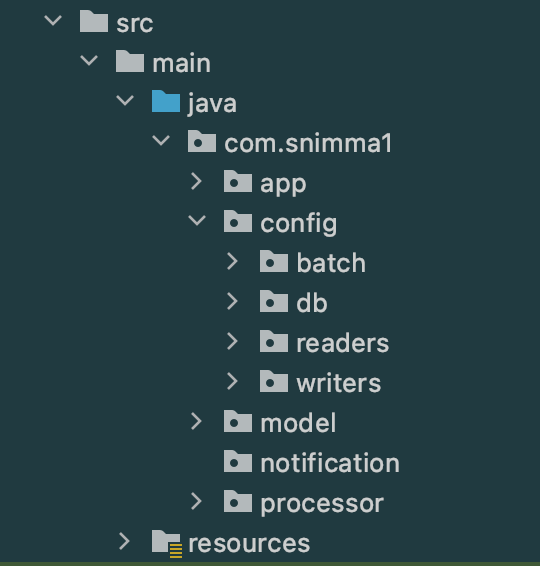 src
main
java
com.snimma1
app
config
batch
db
readers
writers
model
notification
processor
resources